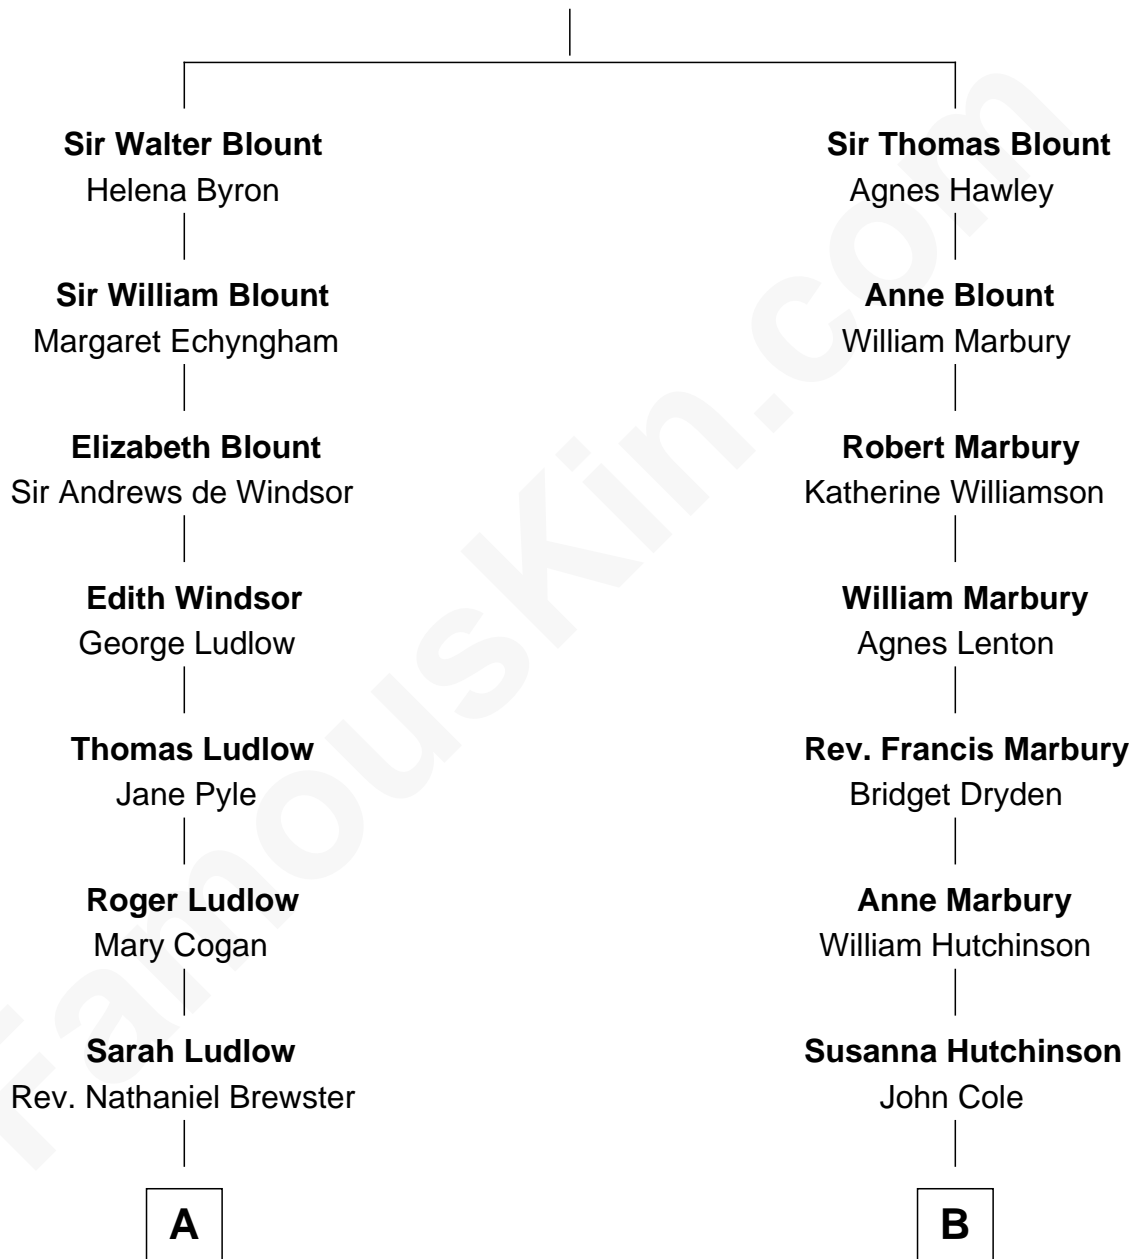 Sir Walter Blount
Helena Byron
Sir William Blount
Margaret Echyngham
Elizabeth Blount
Sir Andrews de Windsor
Edith Windsor
George Ludlow
Thomas Ludlow
Jane Pyle
Roger Ludlow
Mary Cogan
Sarah Ludlow
Rev. Nathaniel Brewster
A
Sir Thomas Blount
Agnes Hawley
Anne Blount
William Marbury
Robert Marbury
Katherine Williamson
William Marbury
Agnes Lenton
Rev. Francis Marbury
Bridget Dryden
Anne Marbury
William Hutchinson
Susanna Hutchinson
John Cole
B
FamousKin.com